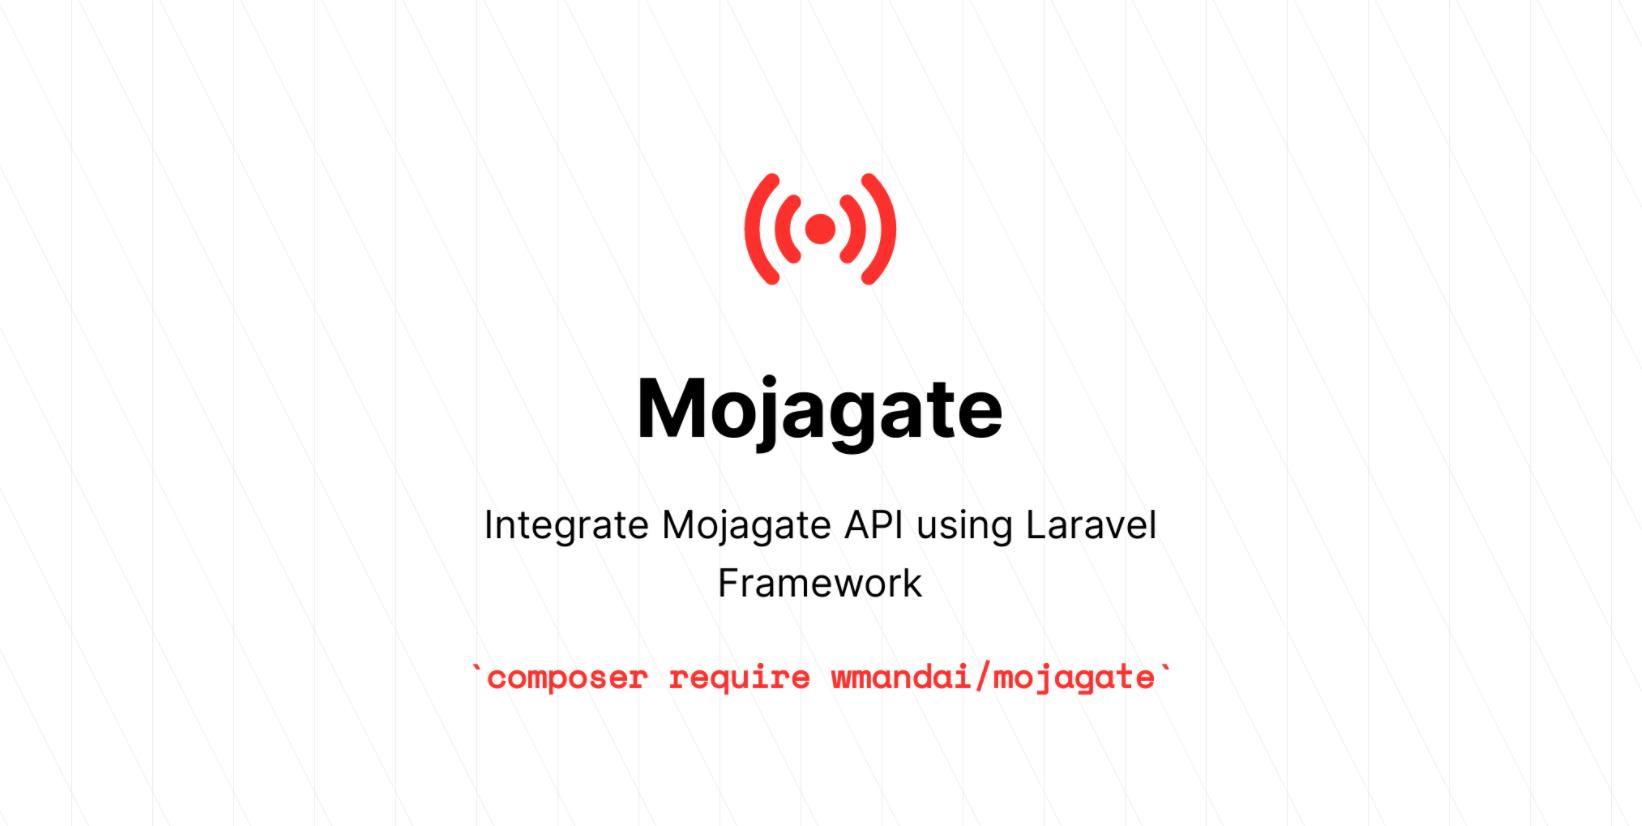 Mojagate
Integrate Mojagate API using Laravel
Framework
`composer require wmandai/mojagate`